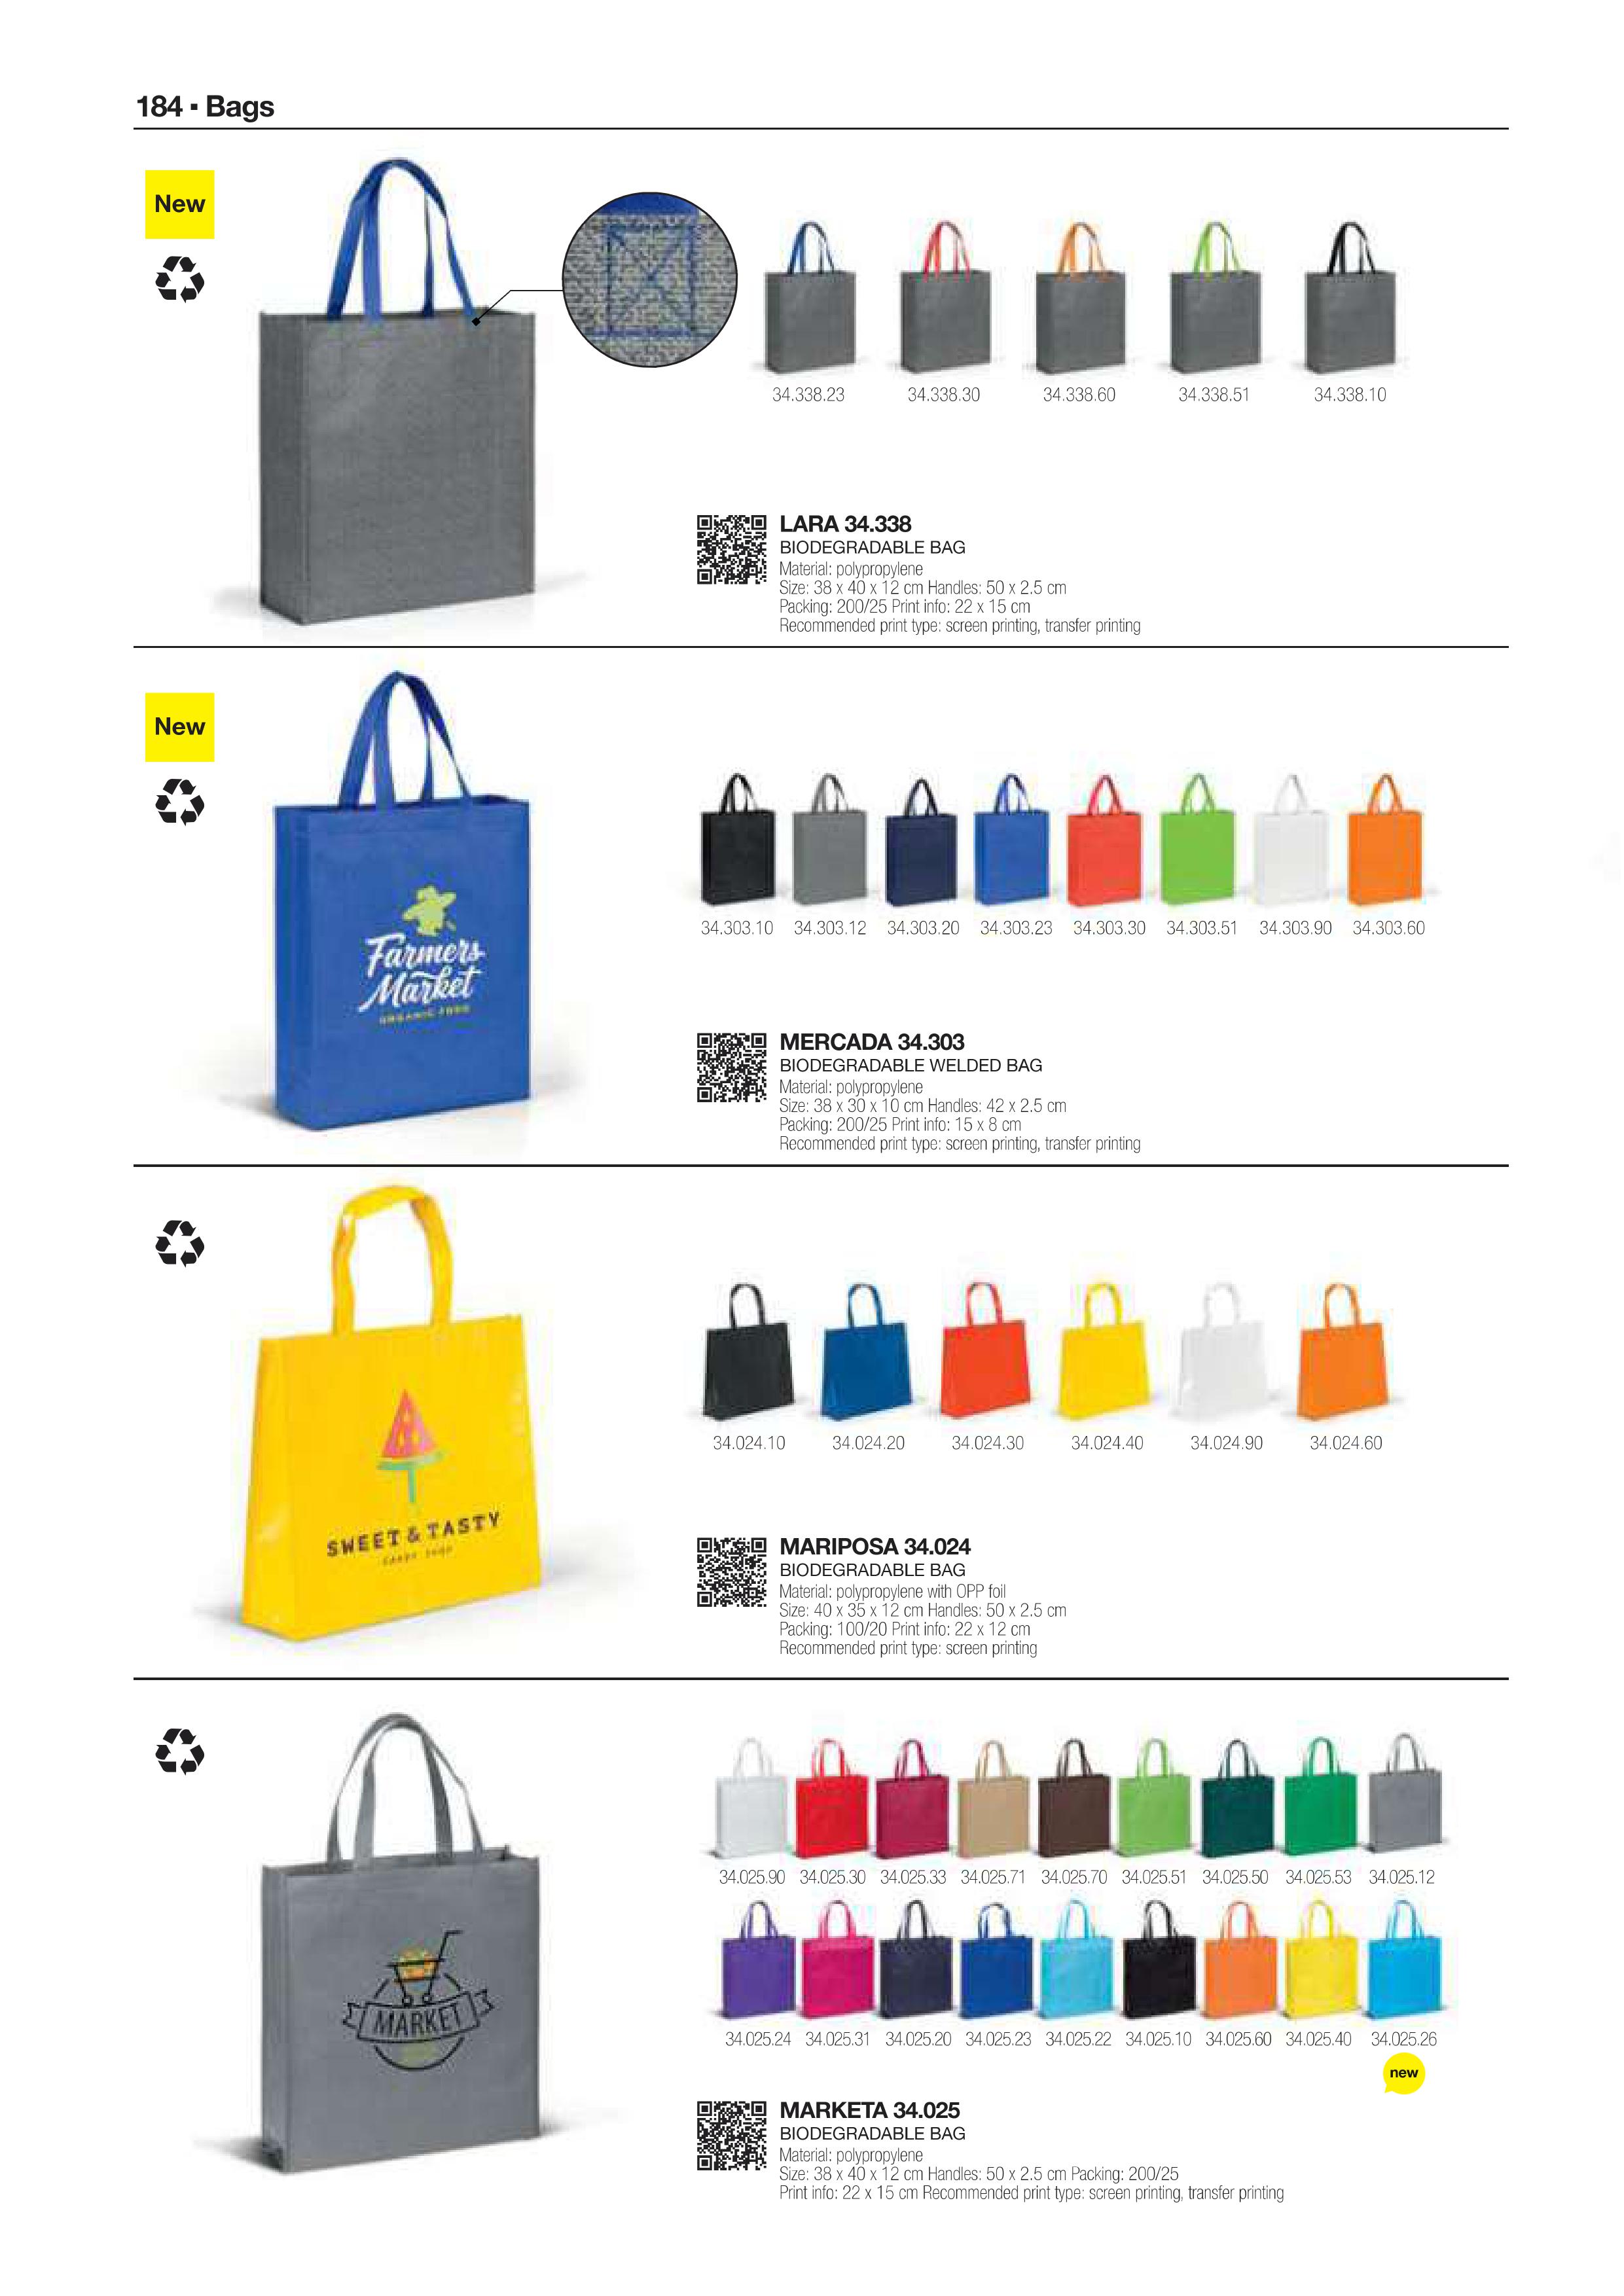 184 ▪ Bags
New
34.338.23 34.338.30 34.338.60 34.338.51 34.338.10
LARA 34.338
BIODEGRADABLE BAG
Material: polypropylene
Size: 38 x 40 x 12 cm Handles: 50 x 2.5 cm
Packing: 200/25 Print info: 22 x 15 cm
Recommended print type: screen printing, transfer printing
New
Farmers
Market
ORGANIC FOOD
34.303.10 34.303.12 34.303.20 34.303.23 34.303.30 34.303.51 34.303.90 34.303.60
MERCADA 34.303
BIODEGRADABLE WELDED BAG
Material: polypropylene
Size: 38 x 30 x 10 cm Handles: 42 x 2.5 cm
Packing: 200/25 Print info: 15 x 8 cm
Recommended print type: screen printing, transfer printing
SWEET & TASTY
CANDY SHOP
34.024.10 34.024.20 34.024.30 34.024.40 34.024.90 34.024.60
MARIPOSA 34.024
BIODEGRADABLE BAG
Material: polypropylene with OPP foil
Size: 40 x 35 x 12 cm Handles: 50 x 2.5 cm
Packing: 100/20 Print info: 22 x 12 cm
Recommended print type: screen printing
MARKET
34.025.90 34.025.30 34.025.33 34.025.71 34.025.70 34.025.51 34.025.50 34.025.53 34.025.12
34.025.24 34.025.31 34.025.20 34.025.23 34.025.22 34.025.10 34.025.60 34.025.40 34.025.26
new
MARKETA 34.025
BIODEGRADABLE BAG
Material: polypropylene
Size: 38 x 40 x 12 cm Handles: 50 x 2.5 cm Packing: 200/25
Print info: 22 x 15 cm Recommended print type: screen printing, transfer printing